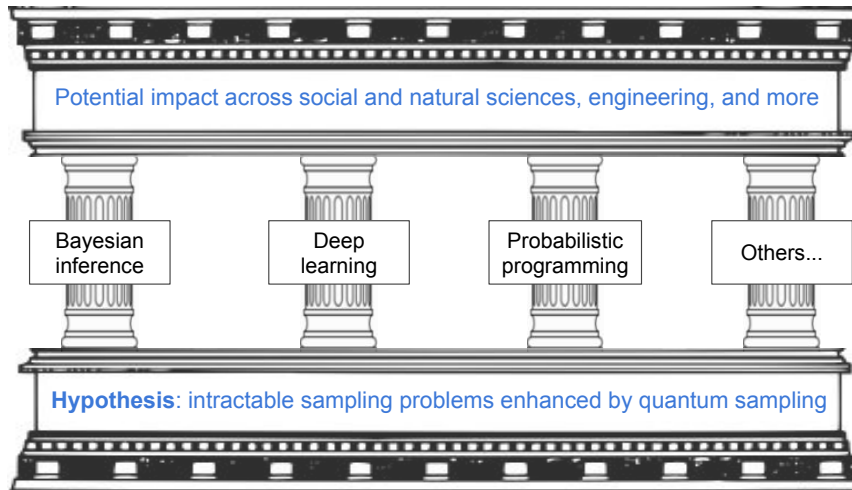 Potential impact across social and natural sciences, engineering, and more
Bayesian
inference
Deep
learning
Probabilistic
programming
Others...
Hypothesis: intractable sampling problems enhanced by quantum sampling